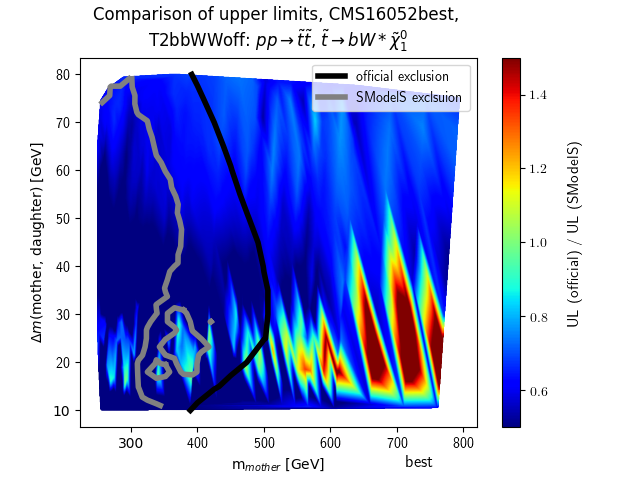 Comparison of upper limits, CMS16052best,
T2bbWWoff: pp → t̃t̃, t̃ → bW * χ̃₁⁰
official exclusion
SModelS exclsuion
80
70
60
50
40
30
20
10
Δm(mother, daughter) [GeV]
300 400 500 600 700 800
m_mother [GeV]
best
1.4
1.2
1.0
0.8
0.6
UL (official) / UL (SModelS)